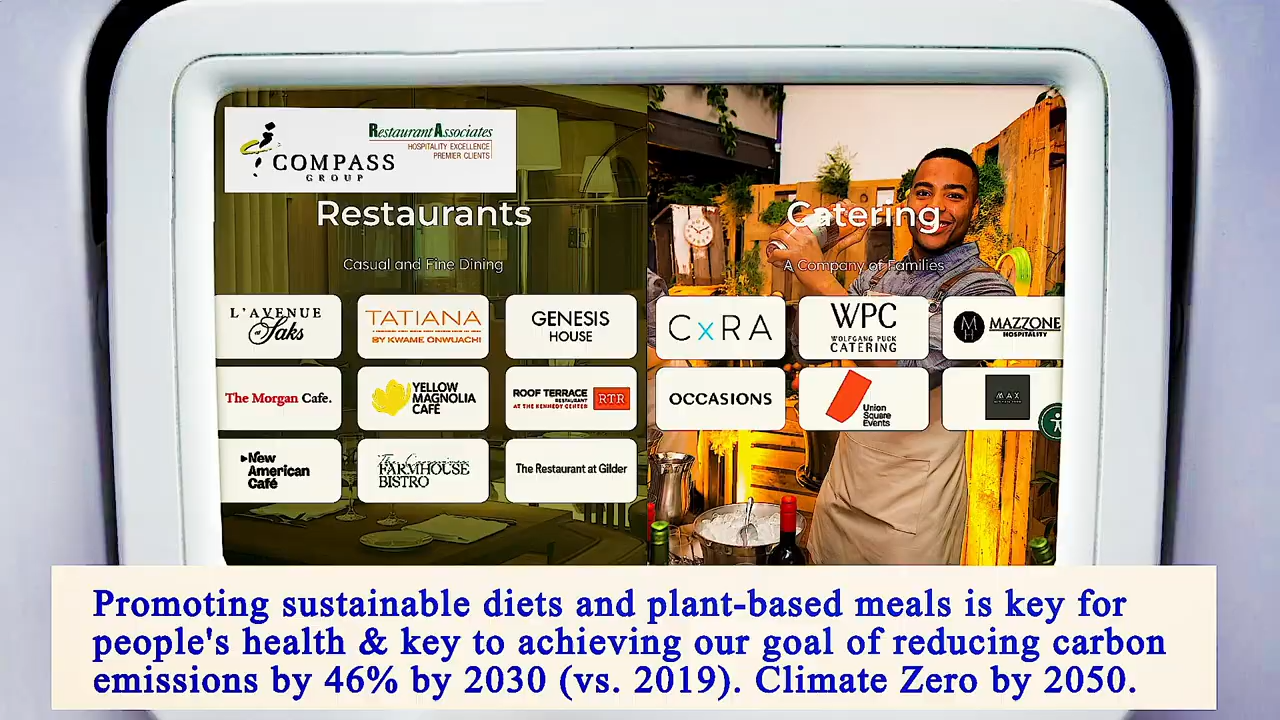 COMPASS
GROUP
Restaurant Associates
HOSPITALITY EXCELLENCE
PREMIER CLIENTS
Restaurants
Casual and Fine Dining
L'AVENUE
Saks
TATIANA
BY KWAME ONWUACHI
GENESIS
HOUSE
The Morgan Cafe.
YELLOW
MAGNOLIA
CAFÉ
ROOF TERRACE
RESTAURANT
AT THE KENNEDY CENTER
RTR
New
American
Café
FARMHOUSE
BISTRO
The Restaurant at Gilder
Catering
A Company of Families
CxRA
WPC
WOLFGANG PUCK
CATERING
MH
MAZZONE
HOSPITALITY
OCCASIONS
Union
Square
Events
MAX
Promoting sustainable diets and plant-based meals is key for
people's health & key to achieving our goal of reducing carbon
emissions by 46% by 2030 (vs. 2019). Climate Zero by 2050.